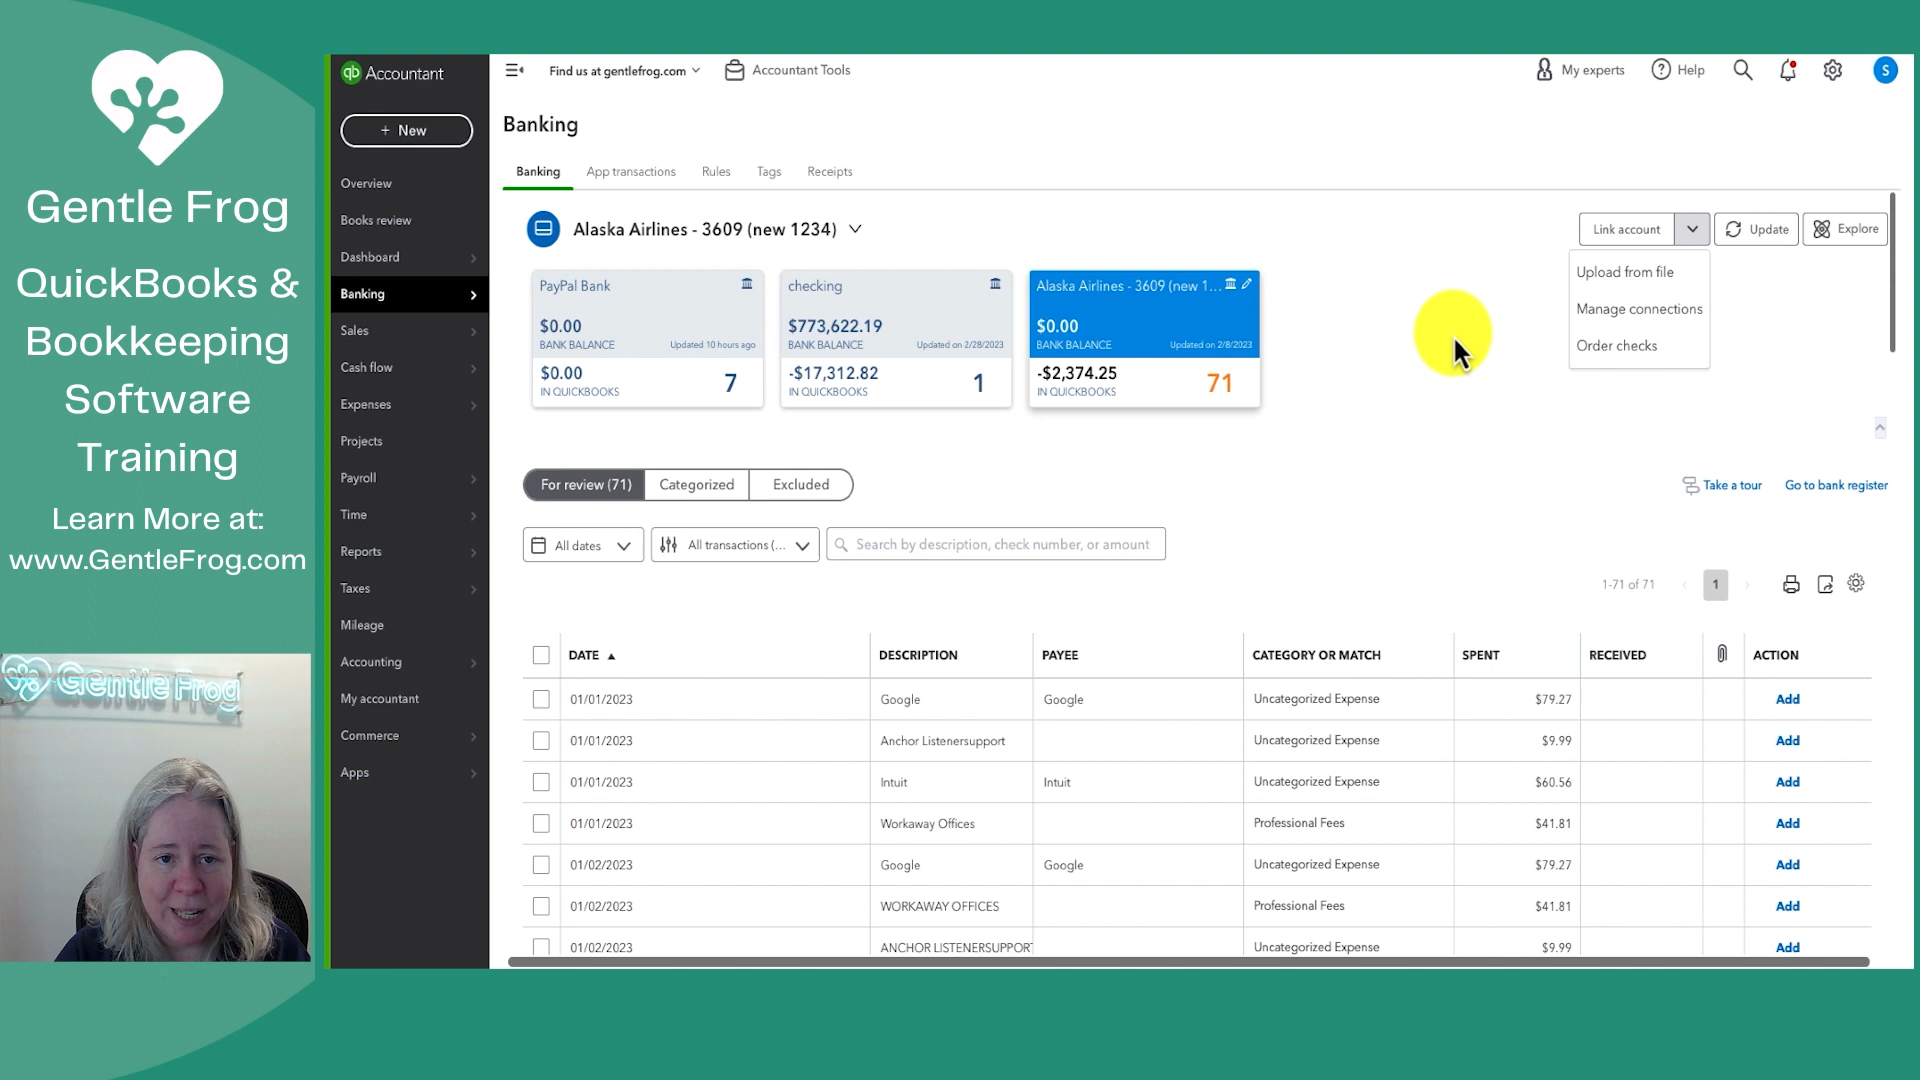 Gentle Frog
QuickBooks &
Bookkeeping
Software
Training
Learn More at:
www.GentleFrog.com
Gentle Frog
qb Accountant
+ New
Overview
Books review
Dashboard
Banking
Sales
Cash flow
Expenses
Projects
Payroll
Time
Reports
Taxes
Mileage
Accounting
My accountant
Commerce
Apps
Find us at gentlefrog.com
Accountant Tools
My experts
Help
S
Banking
Banking App transactions Rules Tags Receipts
Alaska Airlines - 3609 (new 1234)
Link account Update Explore
Upload from file
Manage connections
Order checks
PayPal Bank
$0.00
BANK BALANCE Updated 10 hours ago
$0.00
IN QUICKBOOKS 7
checking
$773,622.19
BANK BALANCE Updated on 2/28/2023
-$17,312.82
IN QUICKBOOKS 1
Alaska Airlines - 3609 (new 1...
$0.00
BANK BALANCE Updated on 2/8/2023
-$2,374.25
IN QUICKBOOKS 71
For review (71) Categorized Excluded
Take a tour Go to bank register
All dates All transactions (... Search by description, check number, or amount
1-71 of 71 1
DATE DESCRIPTION PAYEE CATEGORY OR MATCH SPENT RECEIVED ACTION
01/01/2023 Google Google Uncategorized Expense $79.27 Add
01/01/2023 Anchor Listenersupport Uncategorized Expense $9.99 Add
01/01/2023 Intuit Intuit Uncategorized Expense $60.56 Add
01/01/2023 Workaway Offices Professional Fees $41.81 Add
01/02/2023 Google Google Uncategorized Expense $79.27 Add
01/02/2023 WORKAWAY OFFICES Professional Fees $41.81 Add
01/02/2023 ANCHOR LISTENERSUPPORT Uncategorized Expense $9.99 Add